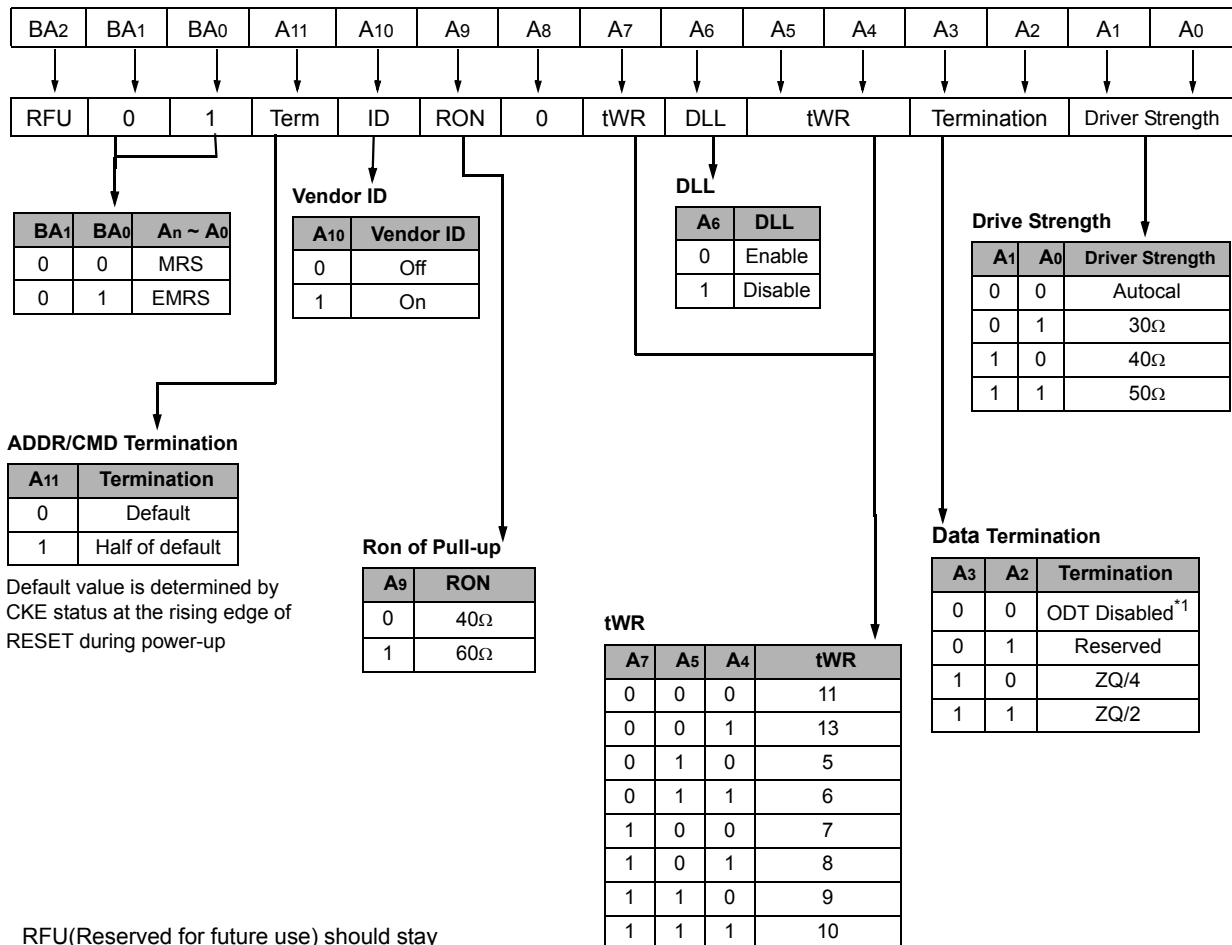 BA2 BA1 BA0 A11 A10 A9 A8 A7 A6 A5 A4 A3 A2 A1 A0
RFU 0 1 Term ID RON 0 tWR DLL tWR Termination Driver Strength
BA1 BA0 An ~ A0
0 0 MRS
0 1 EMRS
Vendor ID
A10 Vendor ID
0 Off
1 On
DLL
A6 DLL
0 Enable
1 Disable
Drive Strength
A1 A0 Driver Strength
0 0 Autocal
0 1 30Ω
1 0 40Ω
1 1 50Ω
ADDR/CMD Termination
A11 Termination
0 Default
1 Half of default
Default value is determined by
CKE status at the rising edge of
RESET during power-up
Ron of Pull-up
A9 RON
0 40Ω
1 60Ω
tWR
A7 A5 A4 tWR
0 0 0 11
0 0 1 13
0 1 0 5
0 1 1 6
1 0 0 7
1 0 1 8
1 1 0 9
1 1 1 10
Data Termination
A3 A2 Termination
0 0 ODT Disabled*1
0 1 Reserved
1 0 ZQ/4
1 1 ZQ/2
RFU(Reserved for future use) should stay